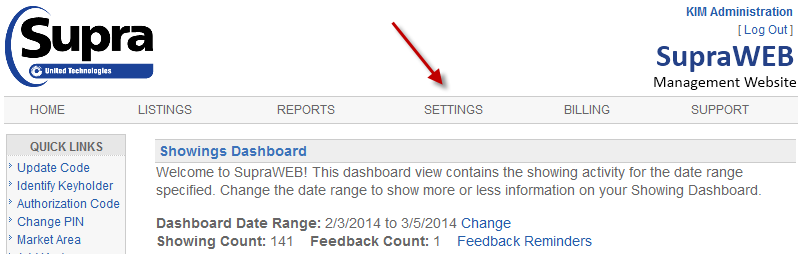 Supra
United Technologies
KIM Administration
[ Log Out ]
SupraWEB
Management Website
HOME LISTINGS REPORTS SETTINGS BILLING SUPPORT
QUICK LINKS
Update Code
Identify Keyholder
Authorization Code
Change PIN
Market Area
Showings Dashboard
Welcome to SupraWEB! This dashboard view contains the showing activity for the date range
specified. Change the date range to show more or less information on your Showing Dashboard.
Dashboard Date Range: 2/3/2014 to 3/5/2014 Change
Showing Count: 141 Feedback Count: 1 Feedback Reminders